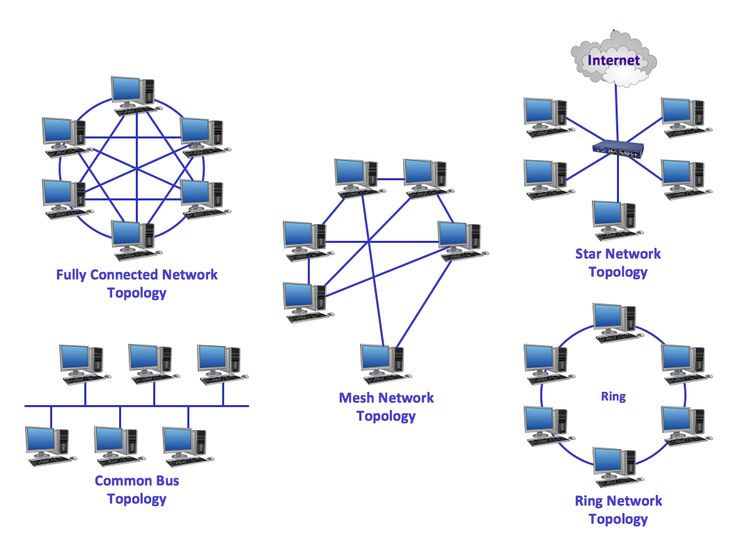 Internet
Fully Connected Network
Topology
Star Network
Topology
Mesh Network
Topology
Ring
Common Bus
Topology
Ring Network
Topology